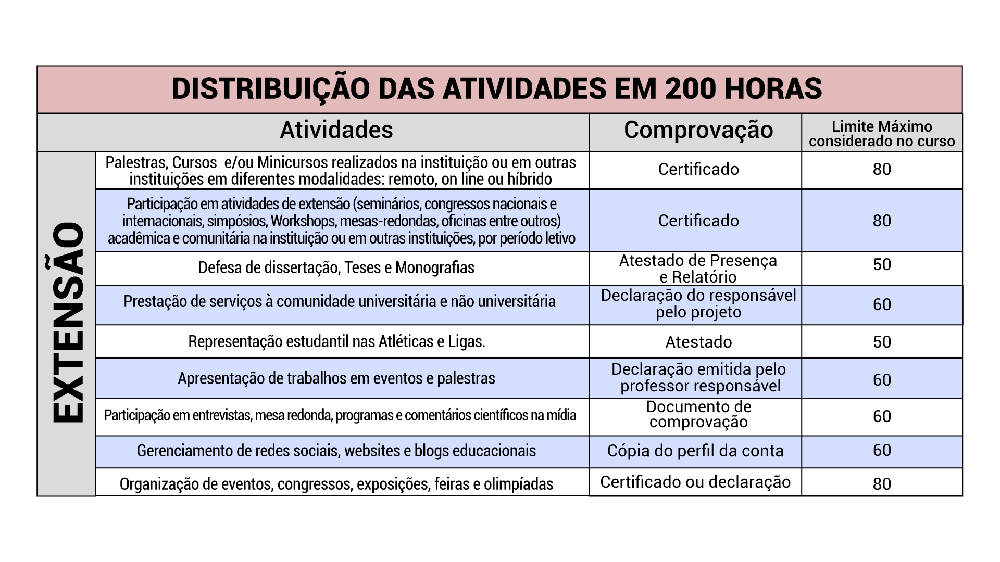 DISTRIBUIÇÃO DAS ATIVIDADES EM 200 HORAS
Atividades
Comprovação
Limite Máximo
considerado no curso
EXTENSÃO
Palestras, Cursos e/ou Minicursos realizados na instituição ou em outras
instituições em diferentes modalidades: remoto, on line ou híbrido
Certificado
80
Participação em atividades de extensão (seminários, congressos nacionais e
internacionais, simpósios, Workshops, mesas-redondas, oficinas entre outros)
acadêmica e comunitária na instituição ou em outras instituições, por período letivo
Certificado
80
Defesa de dissertação, Teses e Monografias
Atestado de Presença
e Relatório
50
Prestação de serviços à comunidade universitária e não universitária
Declaração do responsável
pelo projeto
60
Representação estudantil nas Atléticas e Ligas.
Atestado
50
Apresentação de trabalhos em eventos e palestras
Declaração emitida pelo
professor responsável
60
Participação em entrevistas, mesa redonda, programas e comentários científicos na mídia
Documento de
comprovação
60
Gerenciamento de redes sociais, websites e blogs educacionais
Cópia do perfil da conta
60
Organização de eventos, congressos, exposições, feiras e olimpíadas
Certificado ou declaração
80